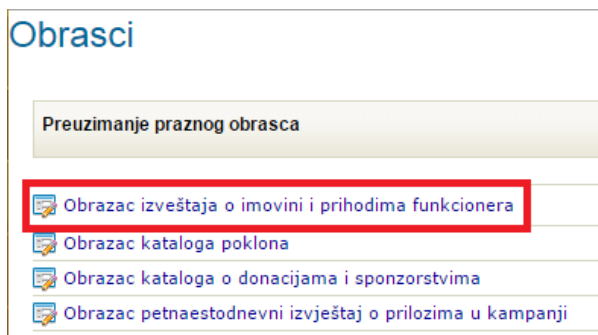 Obrasci
Preuzimanje praznog obrasca
Obrazac izveštaja o imovini i prihodima funkcionera
Obrazac kataloga poklona
Obrazac kataloga o donacijama i sponzorstvima
Obrazac petnaestodnevni izvještaj o prilozima u kampanji